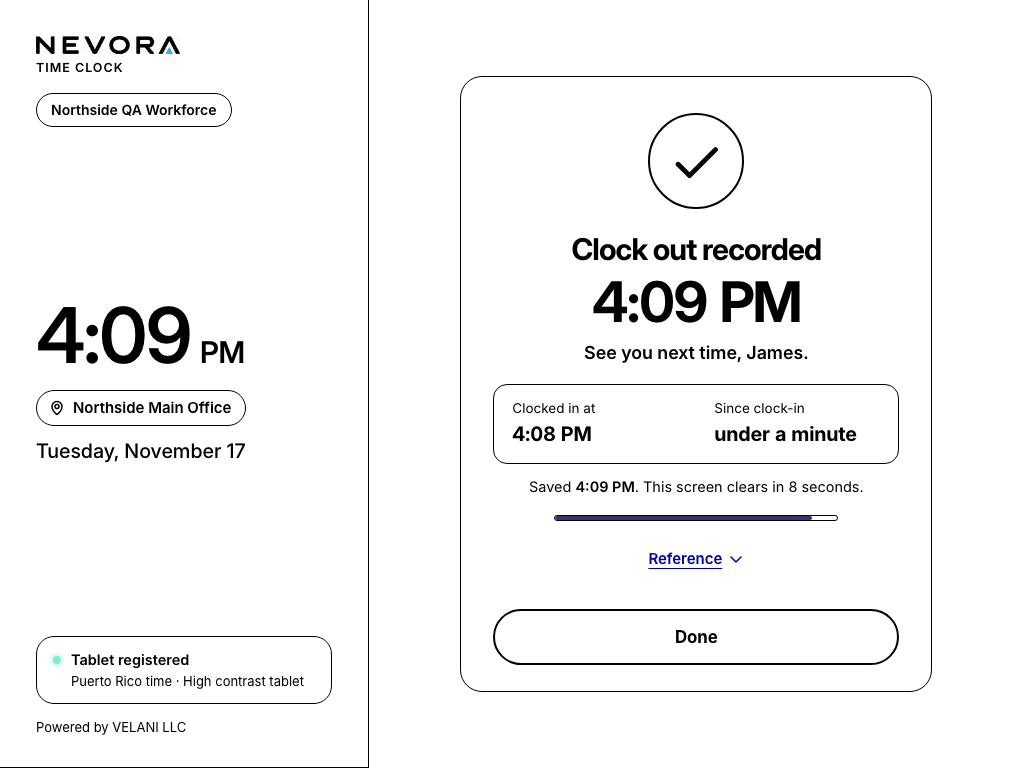 NEVORA
TIME CLOCK
Northside QA Workforce
4:09 PM
Northside Main Office
Tuesday, November 17
Tablet registered
Puerto Rico time · High contrast tablet
Powered by VELANI LLC
Clock out recorded
4:09 PM
See you next time, James.
Clocked in at
4:08 PM
Since clock-in
under a minute
Saved 4:09 PM. This screen clears in 8 seconds.
Reference
Done